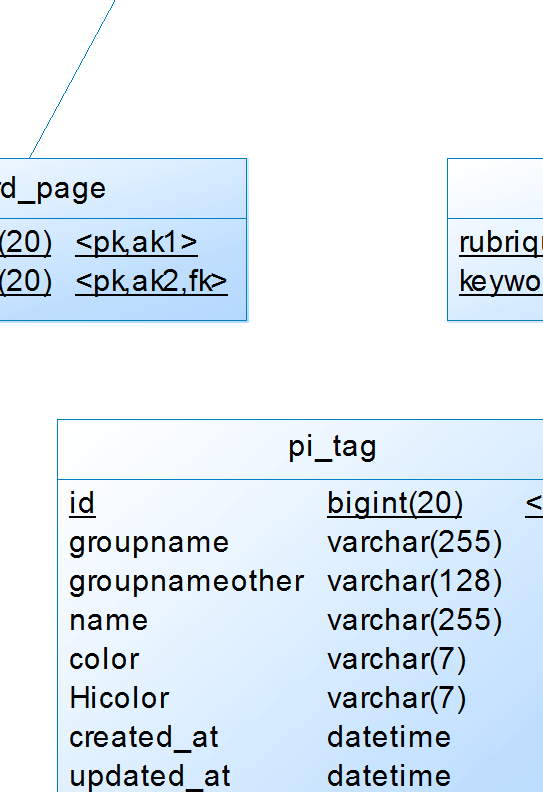 d_page
(20) <pk,ak1>
(20) <pk,ak2,fk>
rubriq
keywo
pi_tag
id bigint(20) <
groupname varchar(255)
groupnameother varchar(128)
name varchar(255)
color varchar(7)
Hicolor varchar(7)
created_at datetime
updated_at datetime